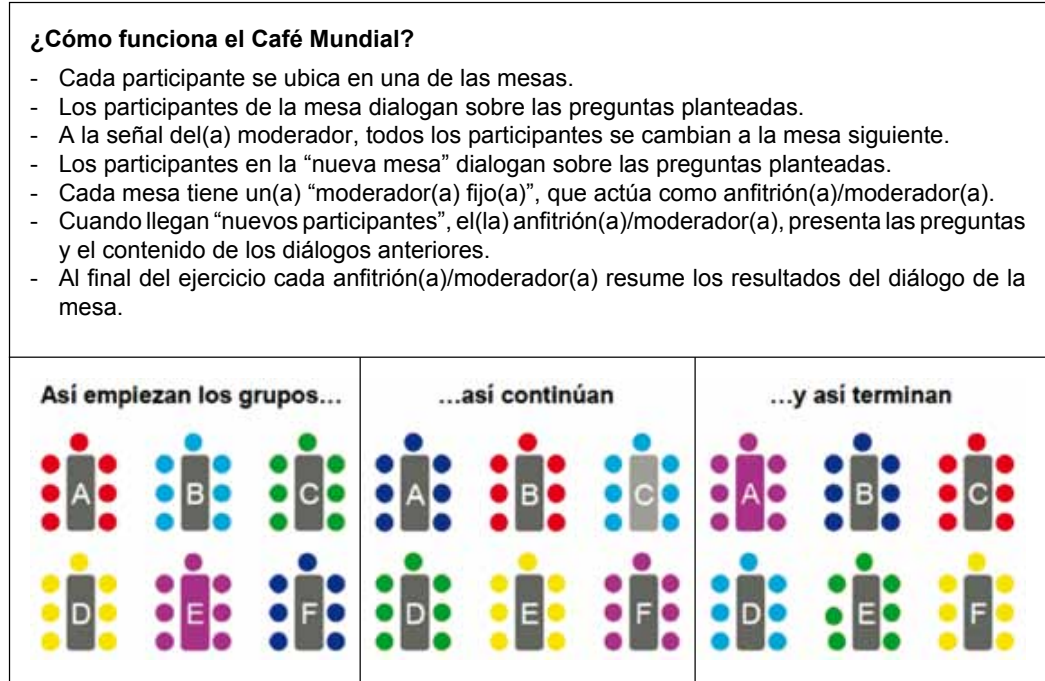 ¿Cómo funciona el Café Mundial?
- Cada participante se ubica en una de las mesas.
- Los participantes de la mesa dialogan sobre las preguntas planteadas.
- A la señal del(a) moderador, todos los participantes se cambian a la mesa siguiente.
- Los participantes en la “nueva mesa” dialogan sobre las preguntas planteadas.
- Cada mesa tiene un(a) “moderador(a) fijo(a)”, que actúa como anfitrión(a)/moderador(a).
- Cuando llegan “nuevos participantes”, el(la) anfitrión(a)/moderador(a), presenta las preguntas
y el contenido de los diálogos anteriores.
- Al final del ejercicio cada anfitrión(a)/moderador(a) resume los resultados del diálogo de la
mesa.
Así empiezan los grupos...
A B C
D E F
...así continúan
A B C
D E F
...y así terminan
A B C
D E F